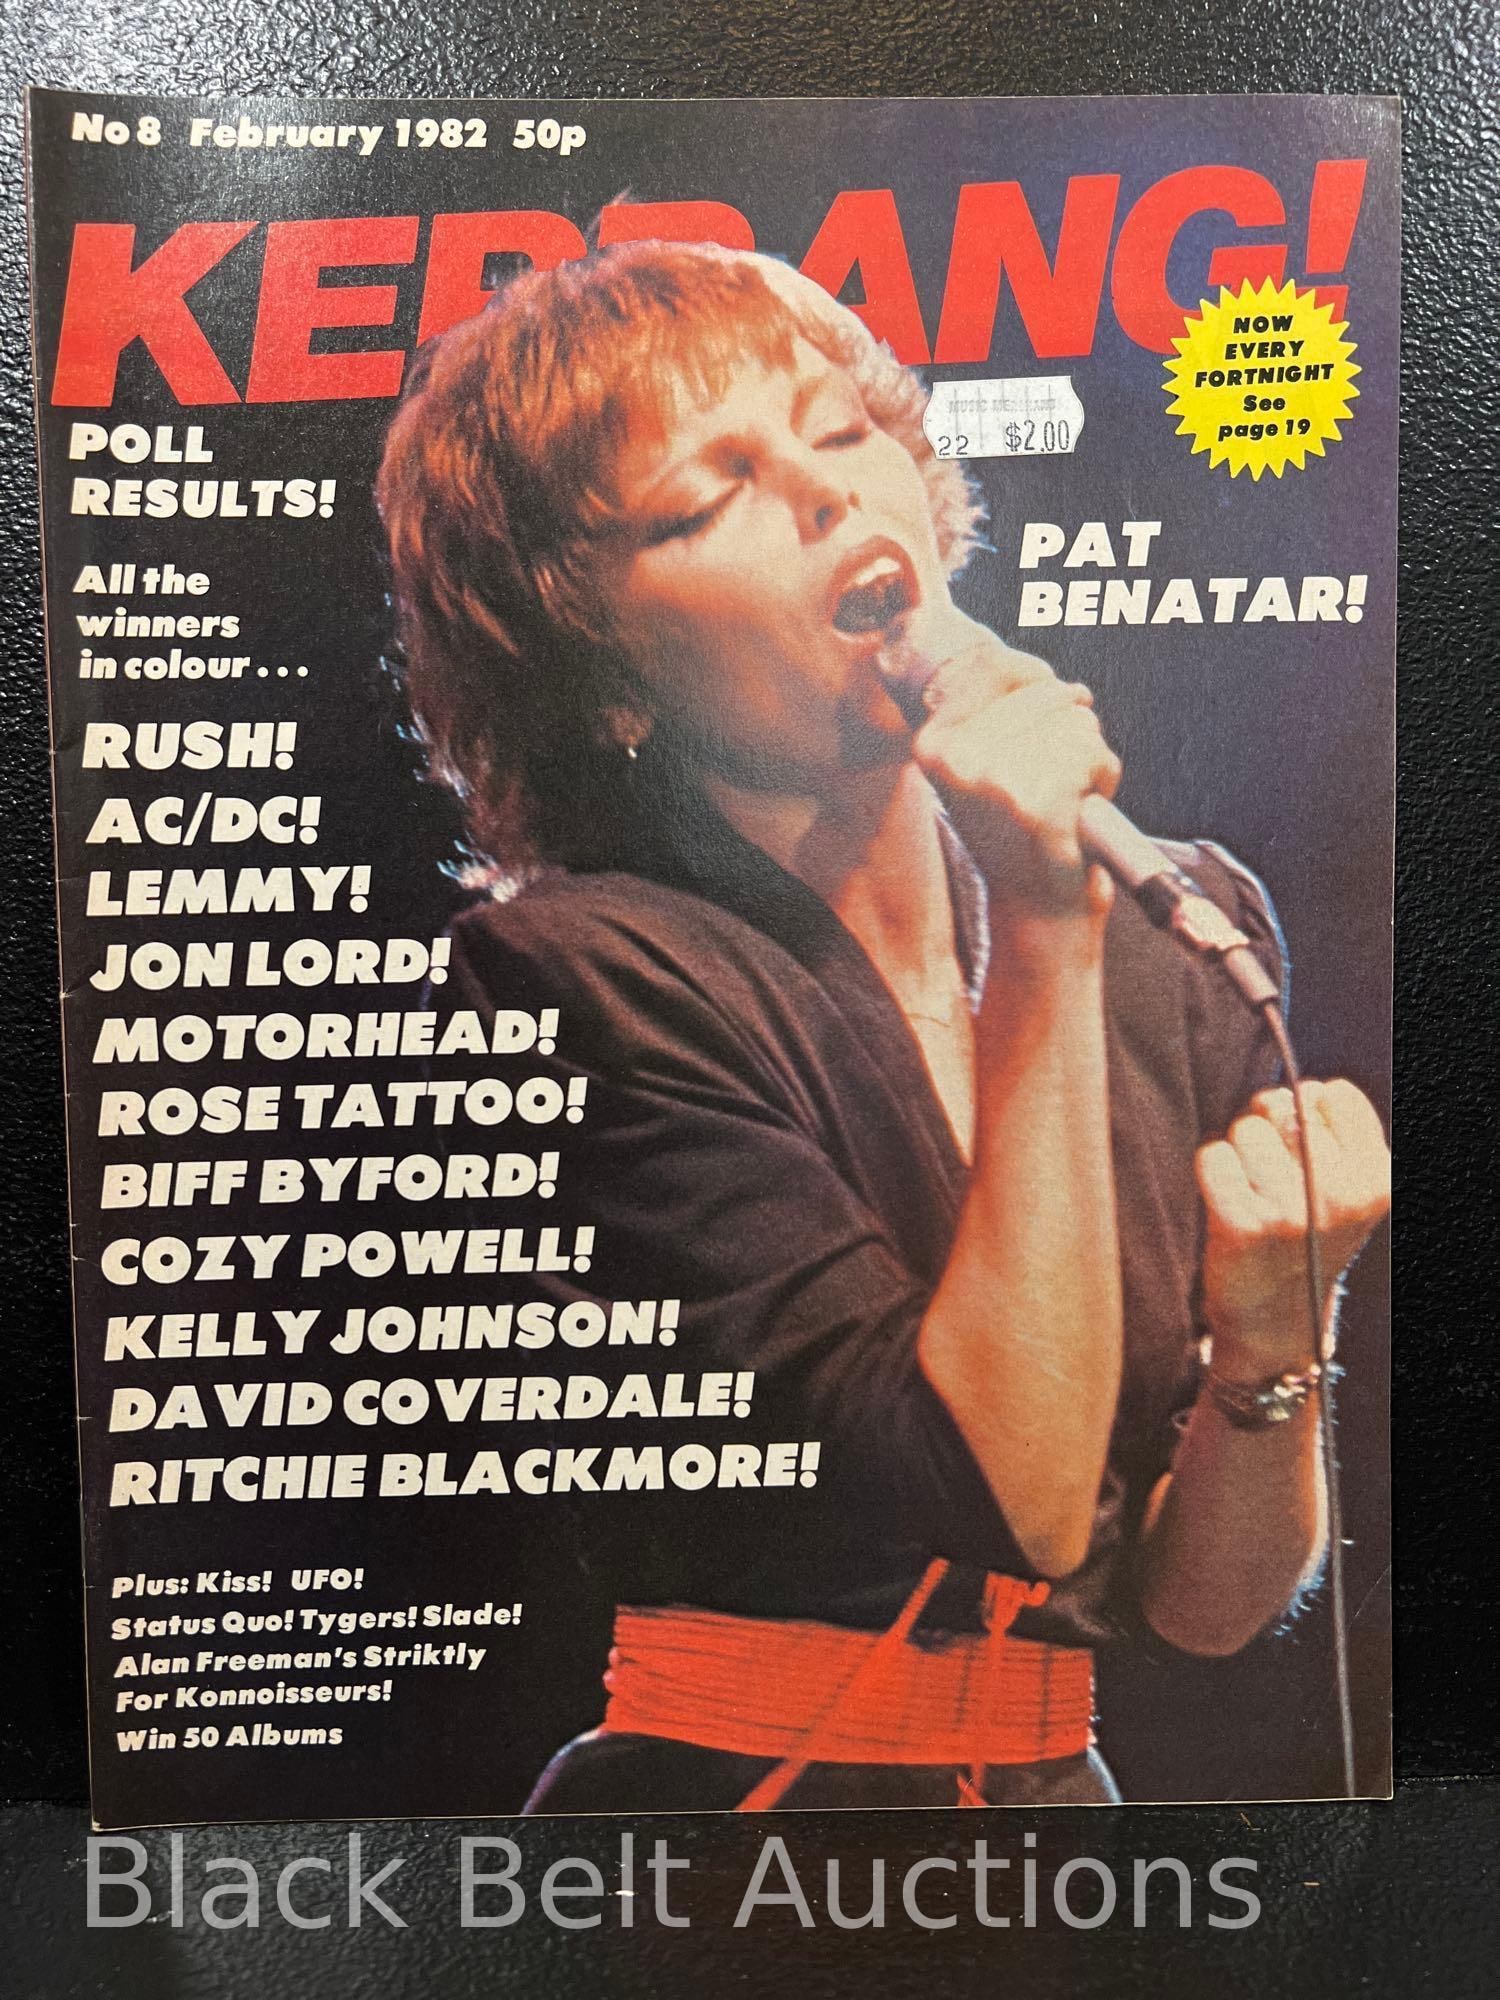 No 8 February 1982 50p
KERRANG!
NOW
EVERY
FORTNIGHT
See
page 19
22 $2.00
POLL
RESULTS!
PAT
BENATAR!
All the
winners
in colour...
RUSH!
AC/DC!
LEMMY!
JON LORD!
MOTORHEAD!
ROSE TATTOO!
BIFF BYFORD!
COZY POWELL!
KELLY JOHNSON!
DAVID COVERDALE!
RITCHIE BLACKMORE!
Plus: Kiss! UFO!
Status Quo! Tygers! Slade!
Alan Freeman's Striktly
For Konnoisseurs!
Win 50 Albums
Black Belt Auctions